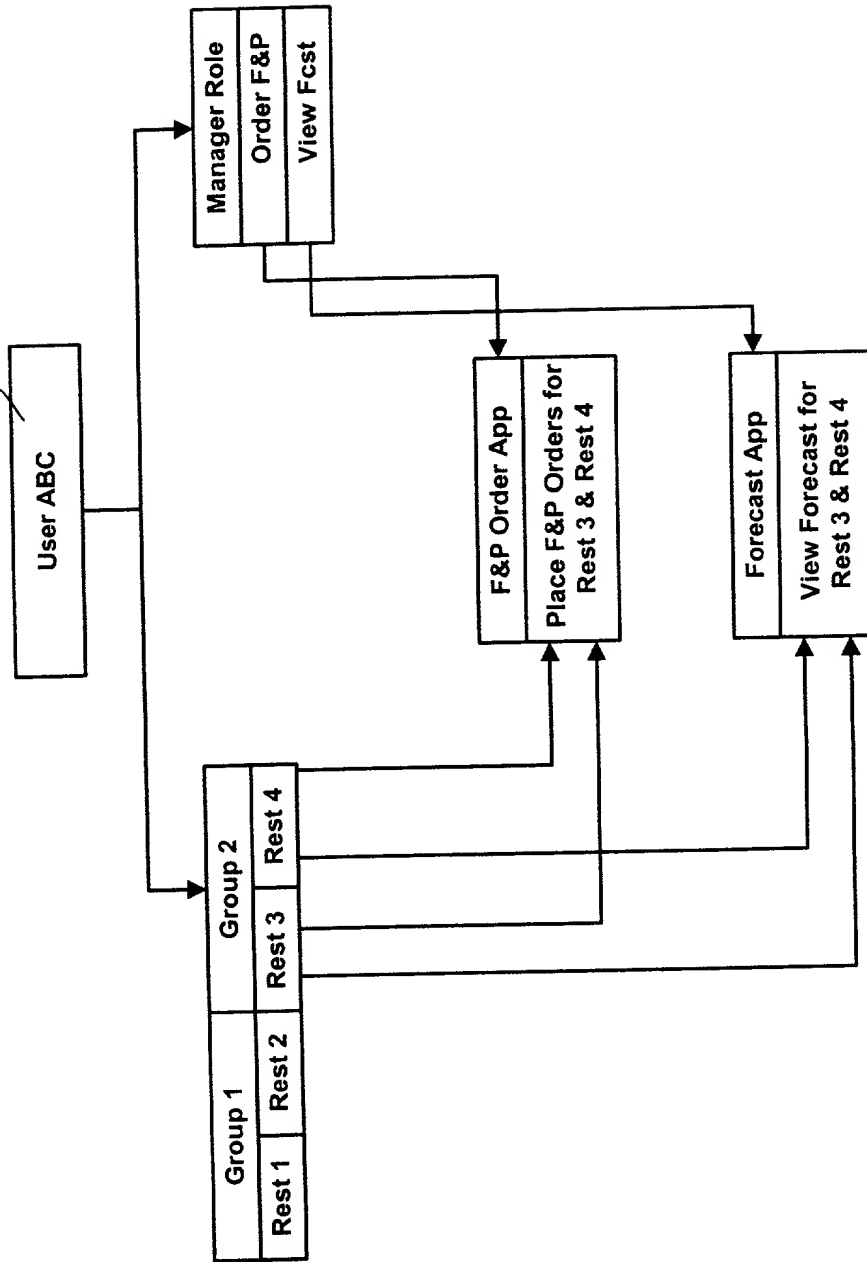 User ABC
Group 1
Group 2
Rest 1
Rest 2
Rest 3
Rest 4
Manager Role
Order F&P
View Fcst
F&P Order App
Place F&P Orders for
Rest 3 & Rest 4
Forecast App
View Forecast for
Rest 3 & Rest 4